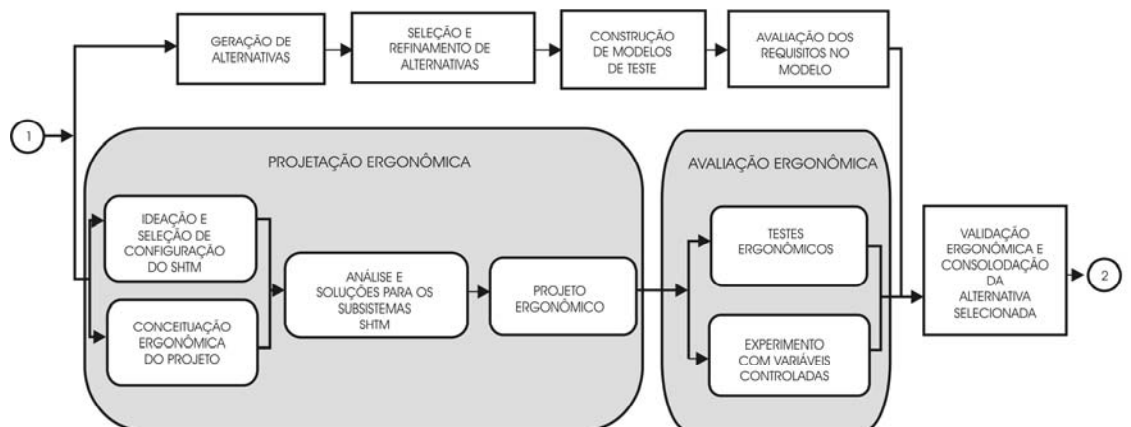 GERAÇÃO DE
ALTERNATIVAS
SELEÇÃO E
REFINAMENTO DE
ALTERNATIVAS
CONSTRUÇÃO
DE MODELOS
DE TESTE
AVALIAÇÃO DOS
REQUISITOS NO
MODELO
1
PROJETAÇÃO ERGONÔMICA
IDEAÇÃO E
SELEÇÃO DE
CONFIGURAÇÃO
DO SHTM
CONCEITUAÇÃO
ERGONÔMICA
DO PROJETO
ANÁLISE E
SOLUÇÕES PARA OS
SUBSISTEMAS
SHTM
PROJETO
ERGONÔMICO
AVALIAÇÃO ERGONÔMICA
TESTES
ERGONÔMICOS
EXPERIMENTO
COM VARIÁVEIS
CONTROLADAS
VALIDAÇÃO
ERGONÔMICA E
CONSOLODAÇÃO
DA
ALTERNATIVA
SELECIONADA
2